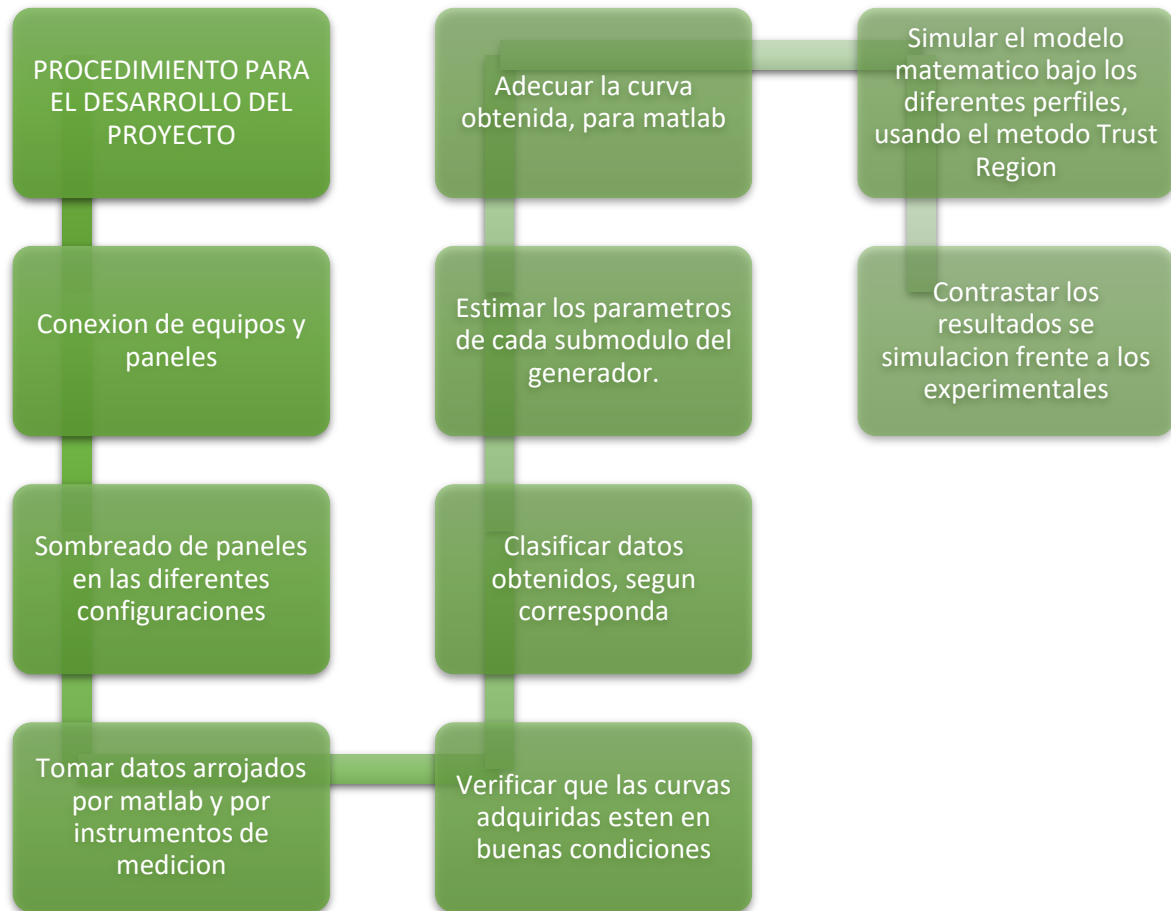 PROCEDIMIENTO PARA
EL DESARROLLO DEL
PROYECTO
Conexion de equipos y
paneles
Sombreado de paneles
en las diferentes
configuraciones
Tomar datos arrojados
por matlab y por
instrumentos de
medicion
Verificar que las curvas
adquiridas esten en
buenas condiciones
Clasificar datos
obtenidos, segun
corresponda
Estimar los parametros
de cada submodulo del
generador.
Adecuar la curva
obtenida, para matlab
Simular el modelo
matematico bajo los
diferentes perfiles,
usando el metodo Trust
Region
Contrastar los
resultados se
simulacion frente a los
experimentales